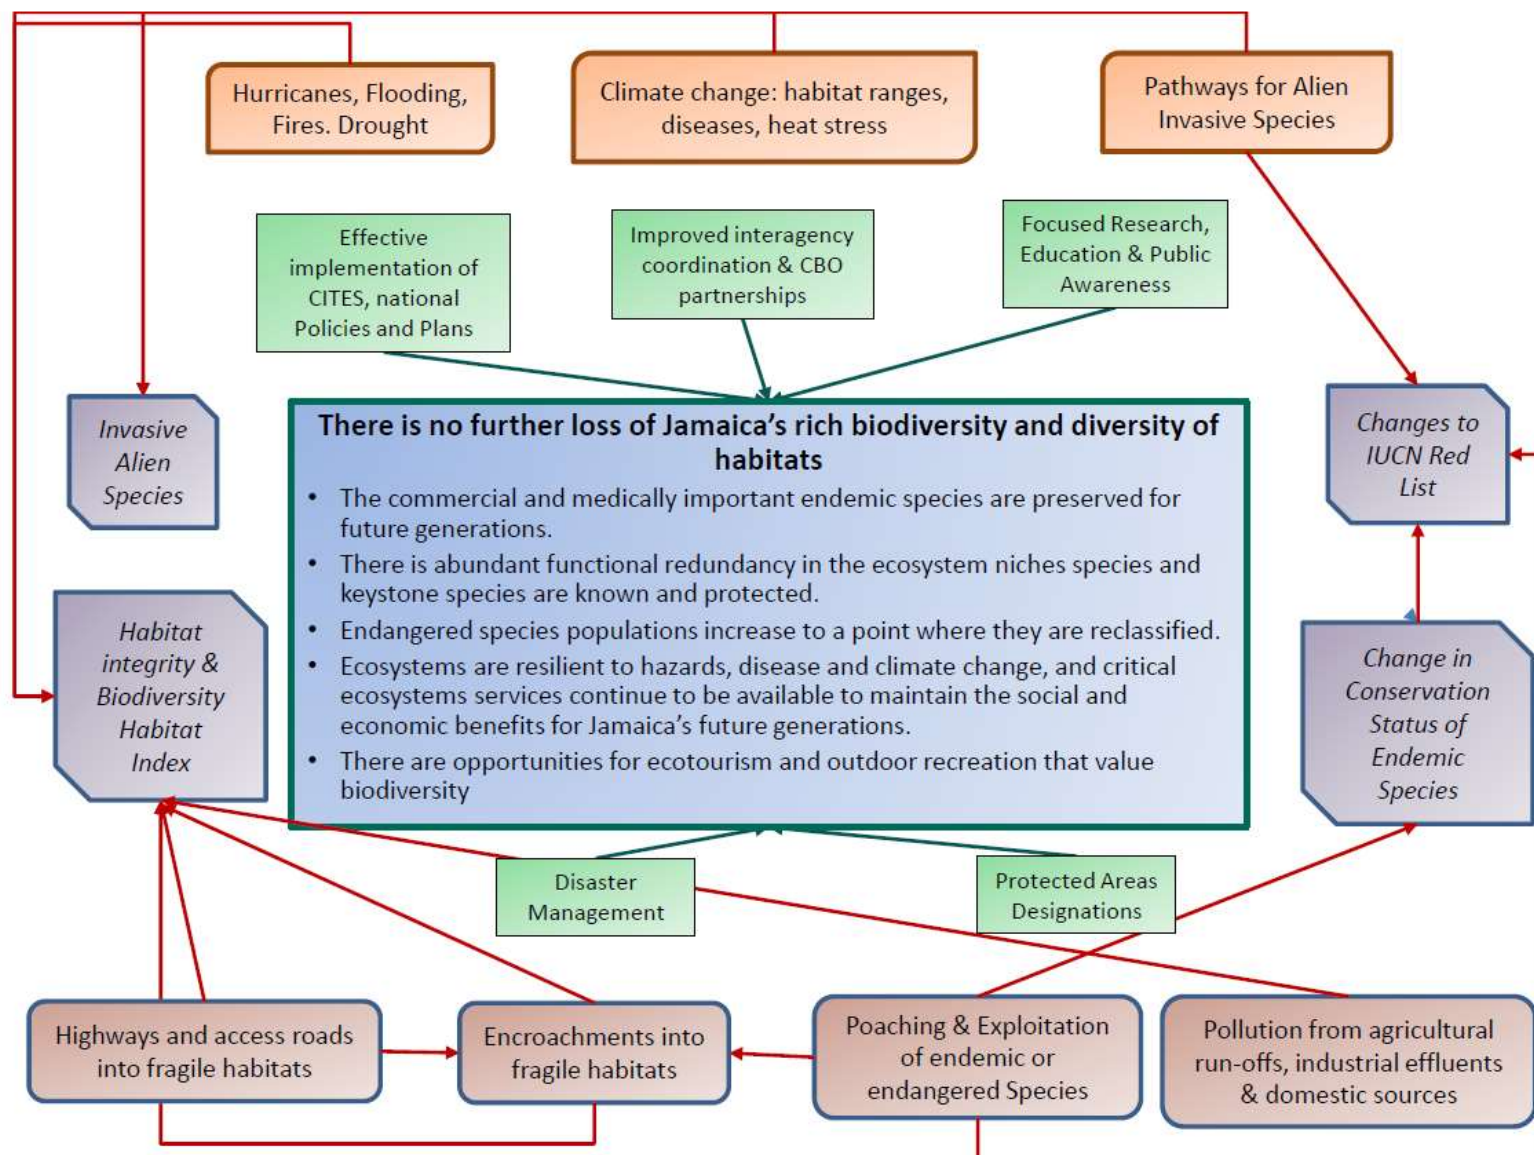 Hurricanes, Flooding,
Fires. Drought
Climate change: habitat ranges,
diseases, heat stress
Pathways for Alien
Invasive Species
Effective
implementation of
CITES, national
Policies and Plans
Improved interagency
coordination & CBO
partnerships
Focused Research,
Education & Public
Awareness
Invasive
Alien
Species
There is no further loss of Jamaica's rich biodiversity and diversity of
habitats
• The commercial and medically important endemic species are preserved for
future generations.
• There is abundant functional redundancy in the ecosystem niches species and
keystone species are known and protected.
• Endangered species populations increase to a point where they are reclassified.
• Ecosystems are resilient to hazards, disease and climate change, and critical
ecosystems services continue to be available to maintain the social and
economic benefits for Jamaica's future generations.
• There are opportunities for ecotourism and outdoor recreation that value
biodiversity
Changes to
IUCN Red
List
Habitat
integrity &
Biodiversity
Habitat
Index
Change in
Conservation
Status of
Endemic
Species
Disaster
Management
Protected Areas
Designations
Highways and access roads
into fragile habitats
Encroachments into
fragile habitats
Poaching & Exploitation
of endemic or
endangered Species
Pollution from agricultural
run-offs, industrial effluents
& domestic sources